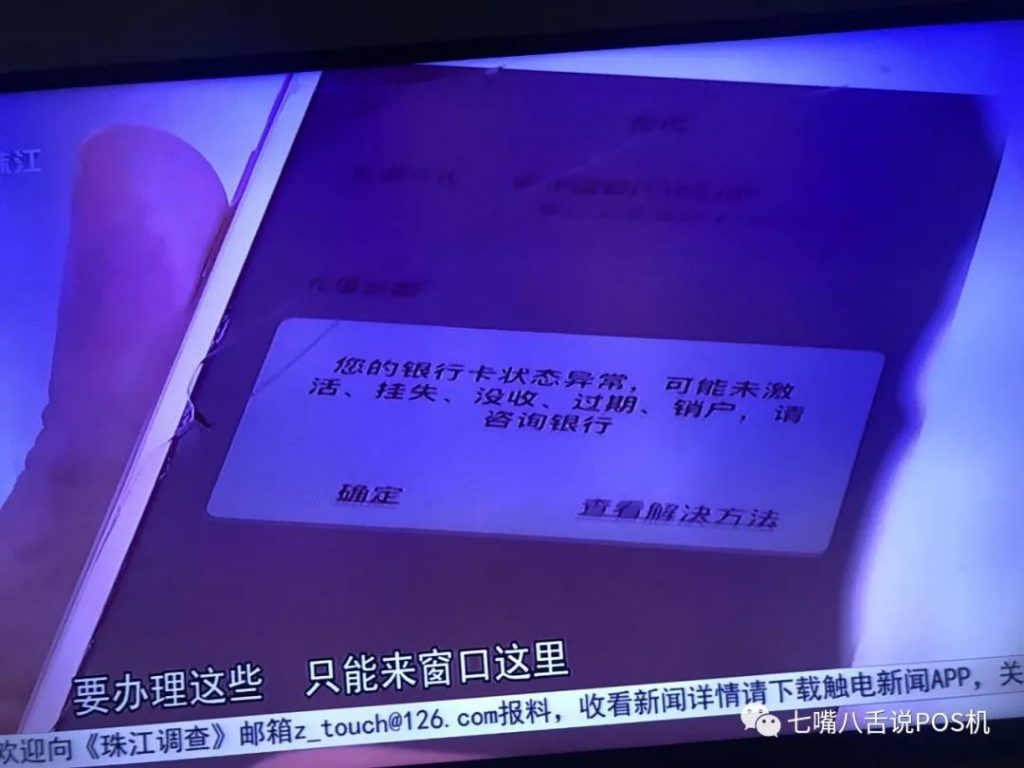 珠江
您的银行卡状态异常，可能未激
活、挂失、没收、过期、销户，请
咨询银行
确定
查看解决方法
要办理这些 只能来窗口这里
欢迎向《珠江调查》邮箱z_touch@126.com报料，收看新闻详情请下载触电新闻APP，关
七嘴八舌说POS机